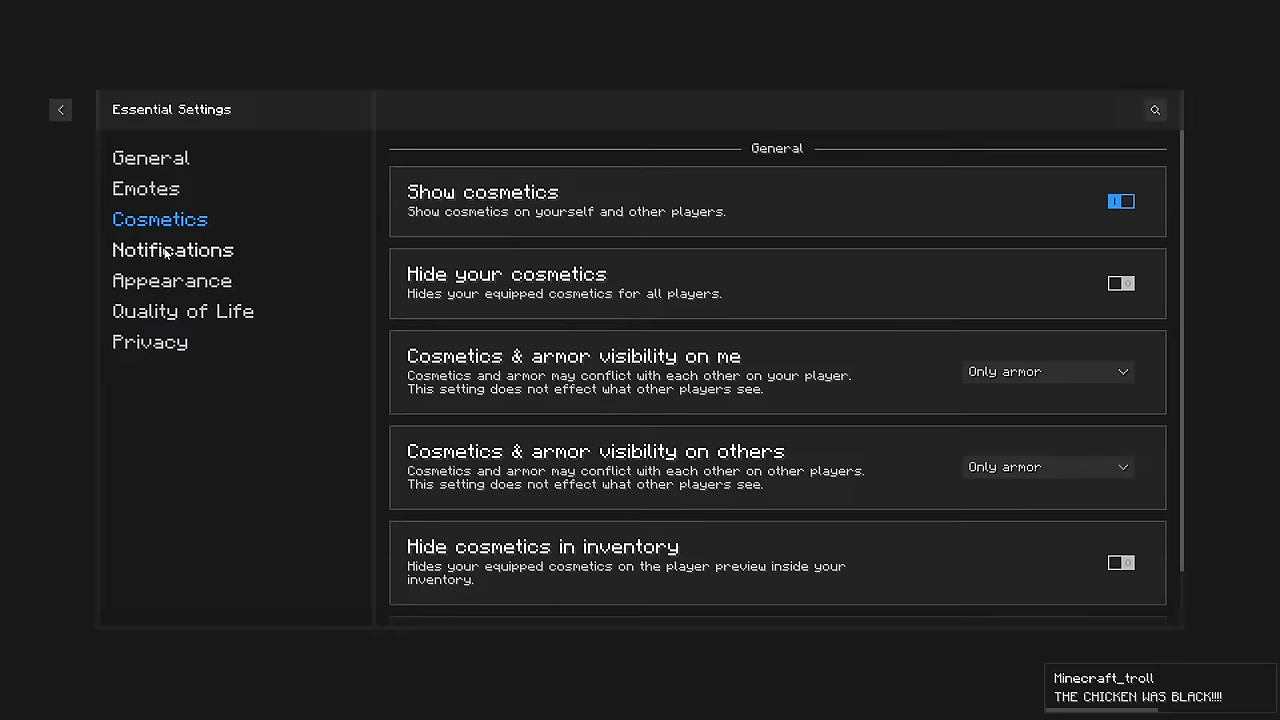 Essential Settings
General
Emotes
Cosmetics
Notifications
Appearance
Quality of Life
Privacy
General
Show cosmetics
Show cosmetics on yourself and other players.
Hide your cosmetics
Hides your equipped cosmetics for all players.
Cosmetics & armor visibility on me
Cosmetics and armor may conflict with each other on your player.
This setting does not effect what other players see.
Only armor
Cosmetics & armor visibility on others
Cosmetics and armor may conflict with each other on other players.
This setting does not effect what other players see.
Only armor
Hide cosmetics in inventory
Hides your equipped cosmetics on the player preview inside your
inventory.
Minecraft_troll
THE CHICKEN WAS BLACK!!!!